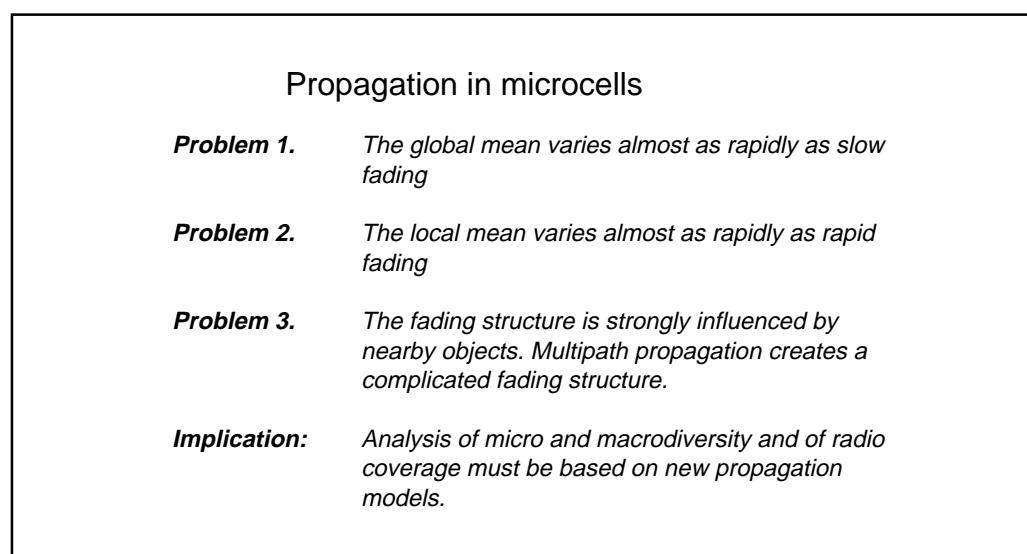 Propagation in microcells
Problem 1. The global mean varies almost as rapidly as slow
fading
Problem 2. The local mean varies almost as rapidly as rapid
fading
Problem 3. The fading structure is strongly influenced by
nearby objects. Multipath propagation creates a
complicated fading structure.
Implication: Analysis of micro and macrodiversity and of radio
coverage must be based on new propagation
models.